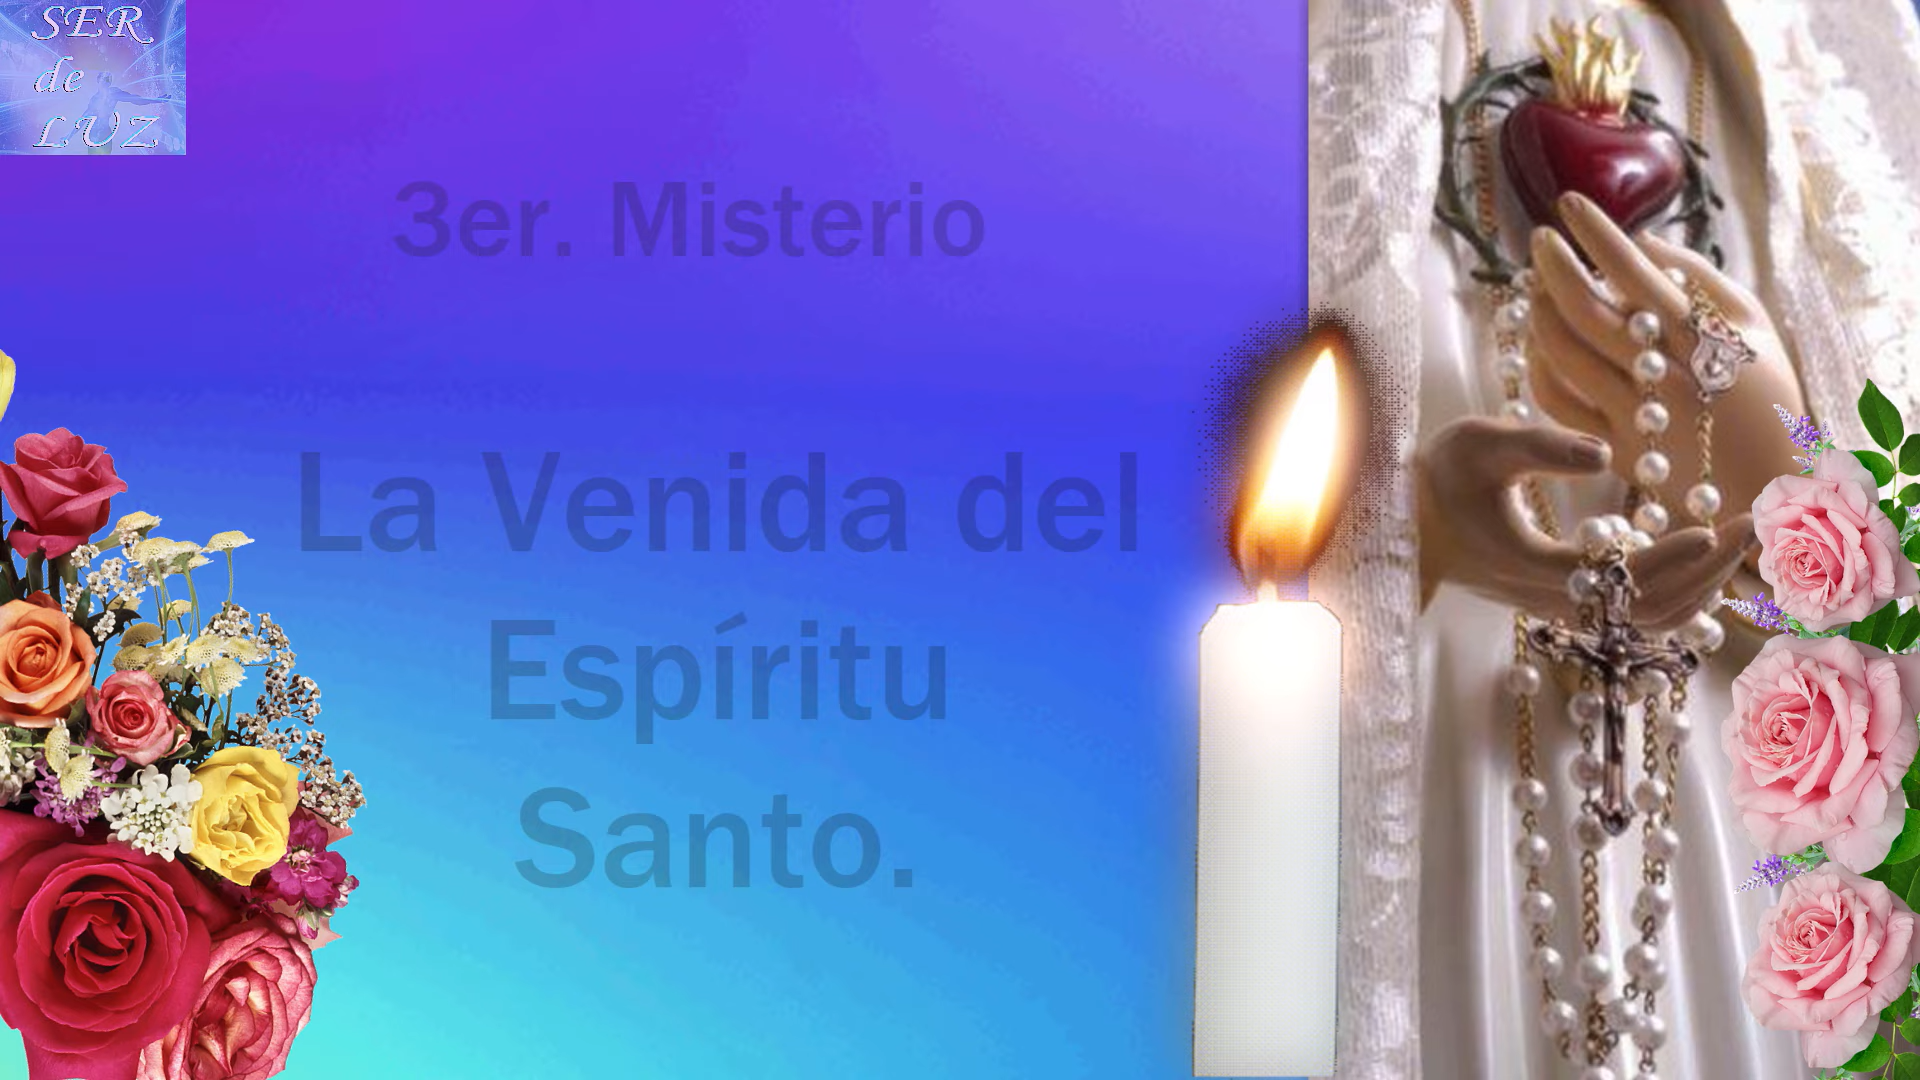 SER
de
LUZ
3er. Misterio
La Venida del
Espíritu
Santo.